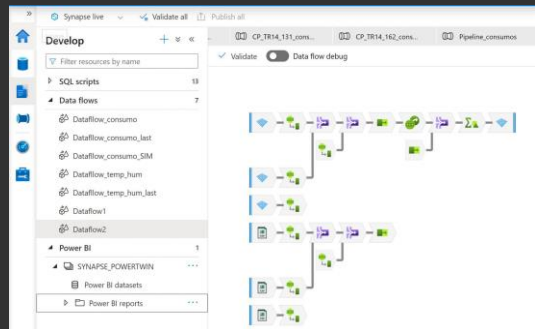 Synapse live
Validate all
Publish all
Develop
CP_TR14_131_cons...
CP_TR14_162_cons...
Pipeline_consumos
Filter resources by name
Validate
Data flow debug
SQL scripts 13
Data flows 7
Dataflow_consumo
Dataflow_consumo_last
Dataflow_consumo_SIM
Dataflow_temp_hum
Dataflow_temp_hum_last
Dataflow1
Dataflow2
Power BI 1
SYNAPSE_POWERTWIN
Power BI datasets
Power BI reports